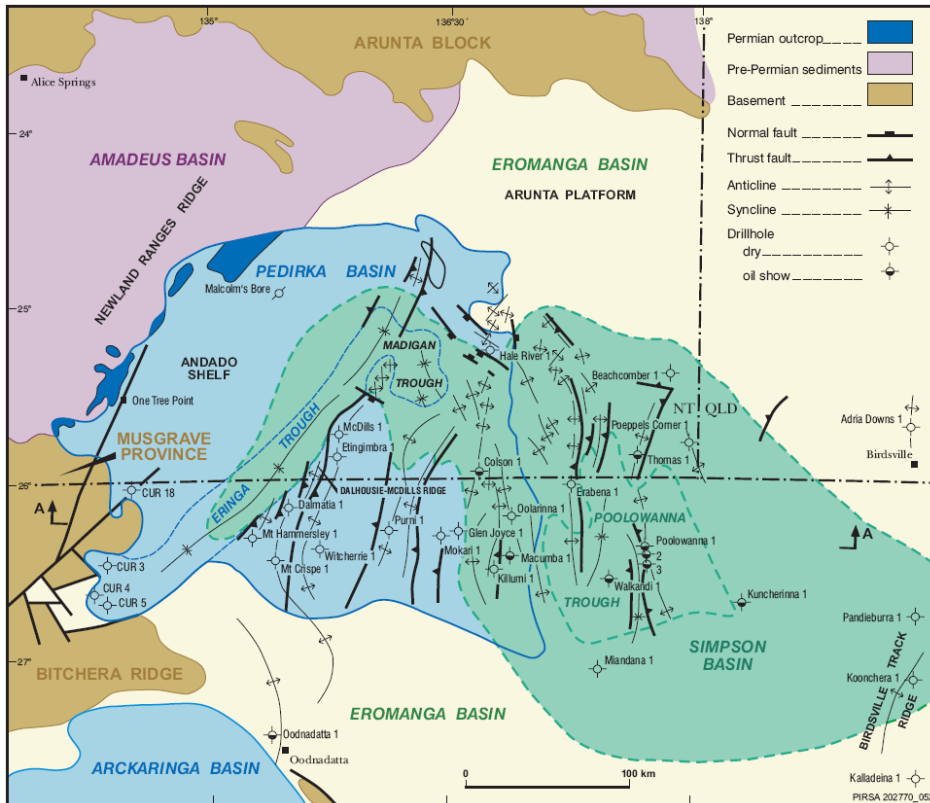 135°
136°30'
138°
ARUNTA BLOCK
Alice Springs
24°
AMADEUS BASIN
EROMANGA BASIN
ARUNTA PLATFORM
NEWLAND RANGES RIDGE
PEDIRKA BASIN
Malcolm's Bore
25°
MADIGAN
TROUGH
Hale River 1
ANDADO
SHELF
One Tree Point
Beachcomber 1
NT QLD
Adria Downs 1
Birdsville
MUSGRAVE
PROVINCE
McDills 1
Etingimbra 1
Poeppels Corner 1
Thomas 1
Colson 1
ERINGA TROUGH
26°
CUR 18
DALHOUSIE-MCDILLS RIDGE
Erabena 1
A
Dalmatia 1
Oolarinna 1
POOLOWANNA
Mt Hammersley 1
Purni 1
Glen Joyce 1
Poolowanna 1
2
3
A
Witcherrie 1
Mokari 1
Macumba 1
Mt Crispe 1
Killumi 1
Walkandi 1
TROUGH
Kuncherinna 1
CUR 3
CUR 4
CUR 5
Pandieburra 1
SIMPSON
BASIN
27°
Miandana 1
BITCHERA RIDGE
Koonchera 1
BIRDSVILLE TRACK
RIDGE
EROMANGA BASIN
Oodnadatta 1
Oodnadatta
ARCKARINGA BASIN
0
100 km
Kalladeina 1
PIRSA 202770_052
Permian outcrop
Pre-Permian sediments
Basement
Normal fault
Thrust fault
Anticline
Syncline
Drillhole
dry
oil show